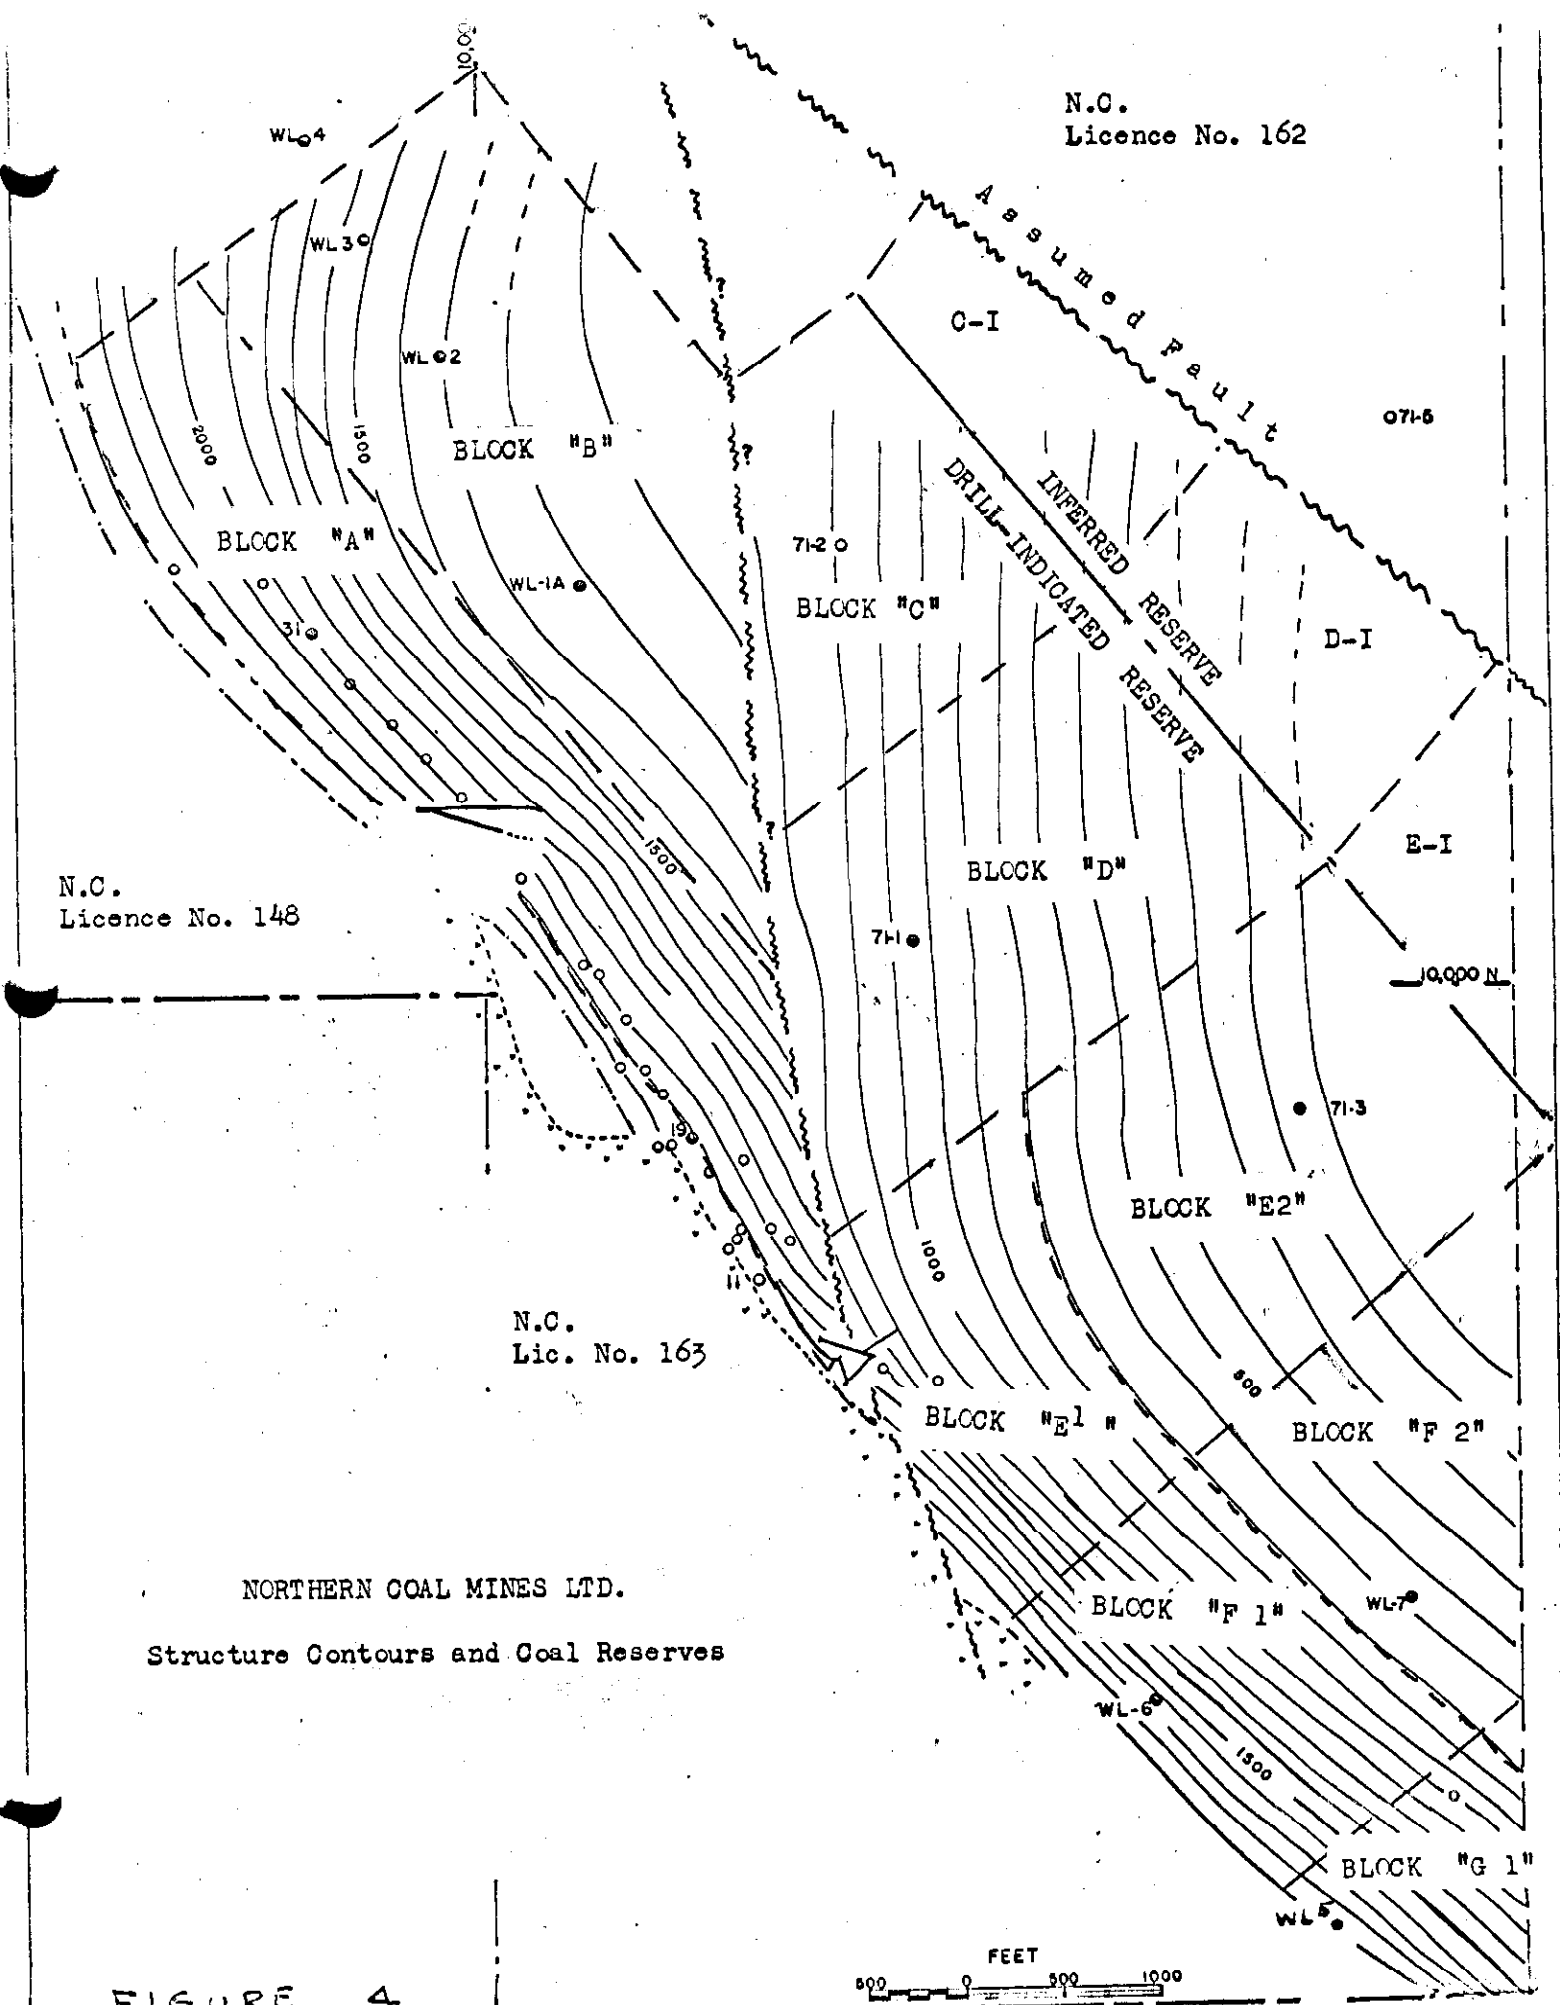 10,00
N.C.
Licence No. 162
WL 4
Assumed Fault
WL 3
?
C-I
WL 2
71-5
2000
1500
BLOCK "B"
?
INFERRED RESERVE
DRILL-INDICATED RESERVE
BLOCK "A"
71-2
WL-1A
BLOCK "C"
31
D-I
?
1500
E-I
BLOCK "D"
N.C.
Licence No. 148
71-1
10,000 N
71-3
19
BLOCK "E2"
1000
11
N.C.
Lic. No. 163
500
BLOCK "E1"
BLOCK "F 2"
NORTHERN COAL MINES LTD.
BLOCK "F 1"
WL-7
Structure Contours and Coal Reserves
WL-6
1500
BLOCK "G 1"
WL 5
FEET
500 0 500 1000
FIGURE 4